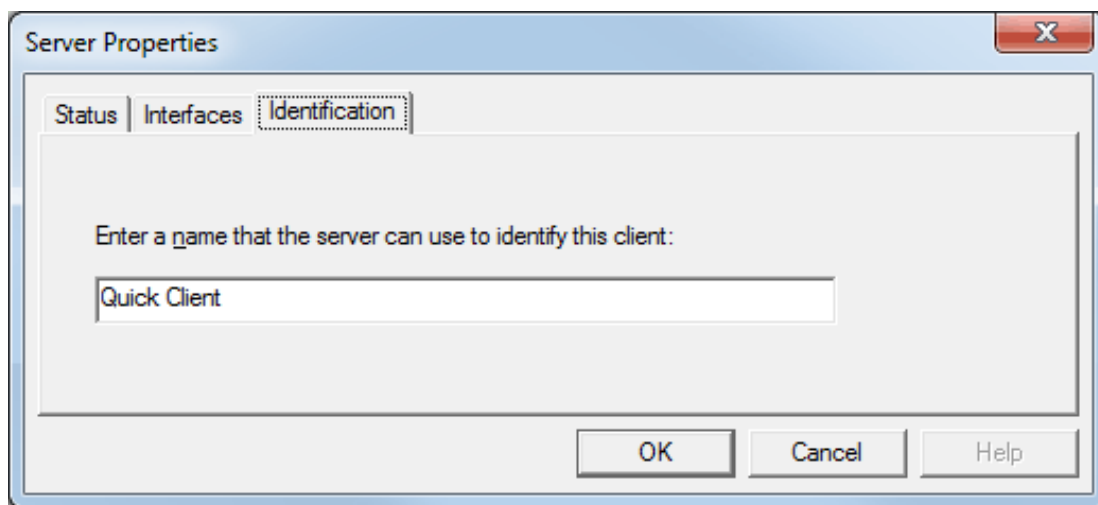 Server Properties
Status Interfaces Identification
Enter a name that the server can use to identify this client:
Quick Client
OK Cancel Help